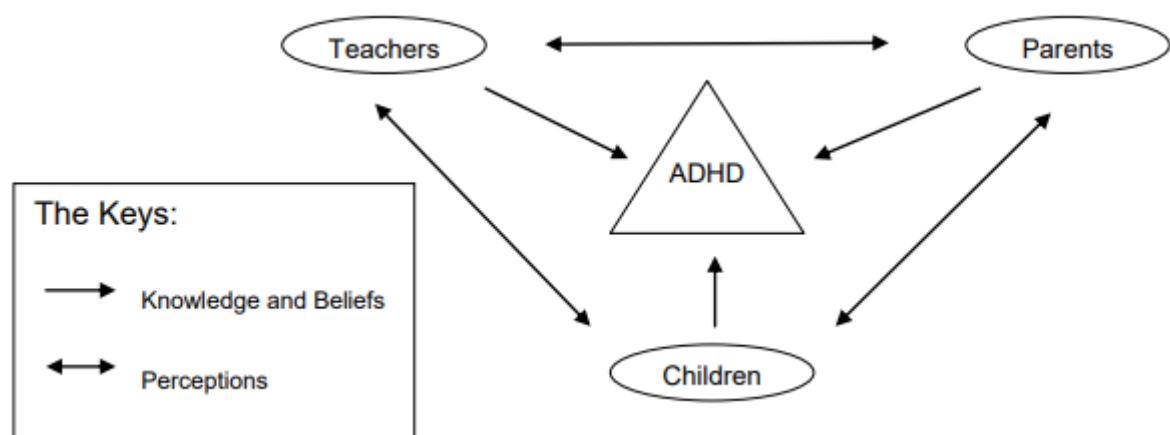 Teachers
Parents
ADHD
The Keys:
Knowledge and Beliefs
Perceptions
Children